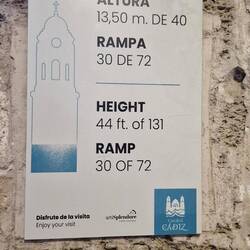 ALTURA
13,50 m. DE 40
RAMPA
30 DE 72
HEIGHT
44 ft. of 131
RAMP
30 OF 72
Disfrute de la visita
Enjoy your visit
artiSplendore
Catedral
CÁDIZ